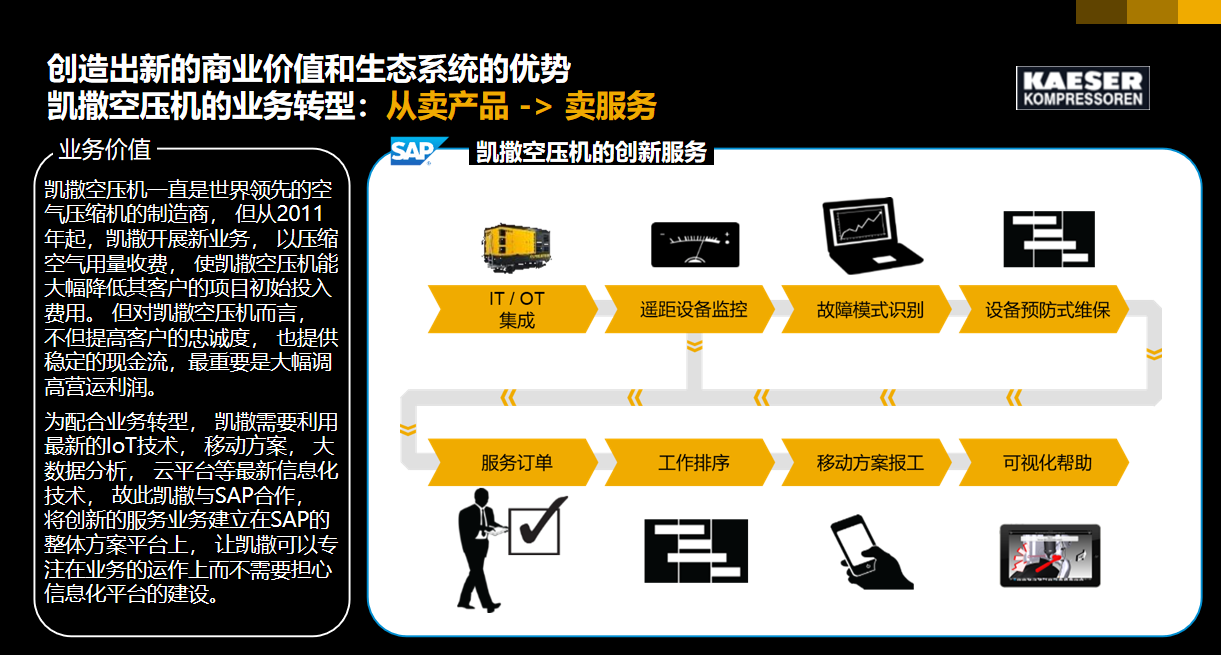 创造出新的商业价值和生态系统的优势
凯撒空压机的业务转型：从卖产品 -> 卖服务
KAESER
KOMPRESSOREN
业务价值
凯撒空压机一直是世界领先的空
气压缩机的制造商， 但从2011
年起，凯撒开展新业务， 以压缩
空气用量收费， 使凯撒空压机能
大幅降低其客户的项目初始投入
费用。 但对凯撒空压机而言，
不但提高客户的忠诚度， 也提供
稳定的现金流，最重要是大幅调
高营运利润。
为配合业务转型， 凯撒需要利用
最新的IoT技术， 移动方案， 大
数据分析， 云平台等最新信息化
技术， 故此凯撒与SAP合作，
将创新的服务业务建立在SAP的
整体方案平台上， 让凯撒可以专
注在业务的运作上而不需要担心
信息化平台的建设。
SAP
凯撒空压机的创新服务
IT / OT
集成
遥距设备监控
故障模式识别
设备预防式维保
服务订单
工作排序
移动方案报工
可视化帮助